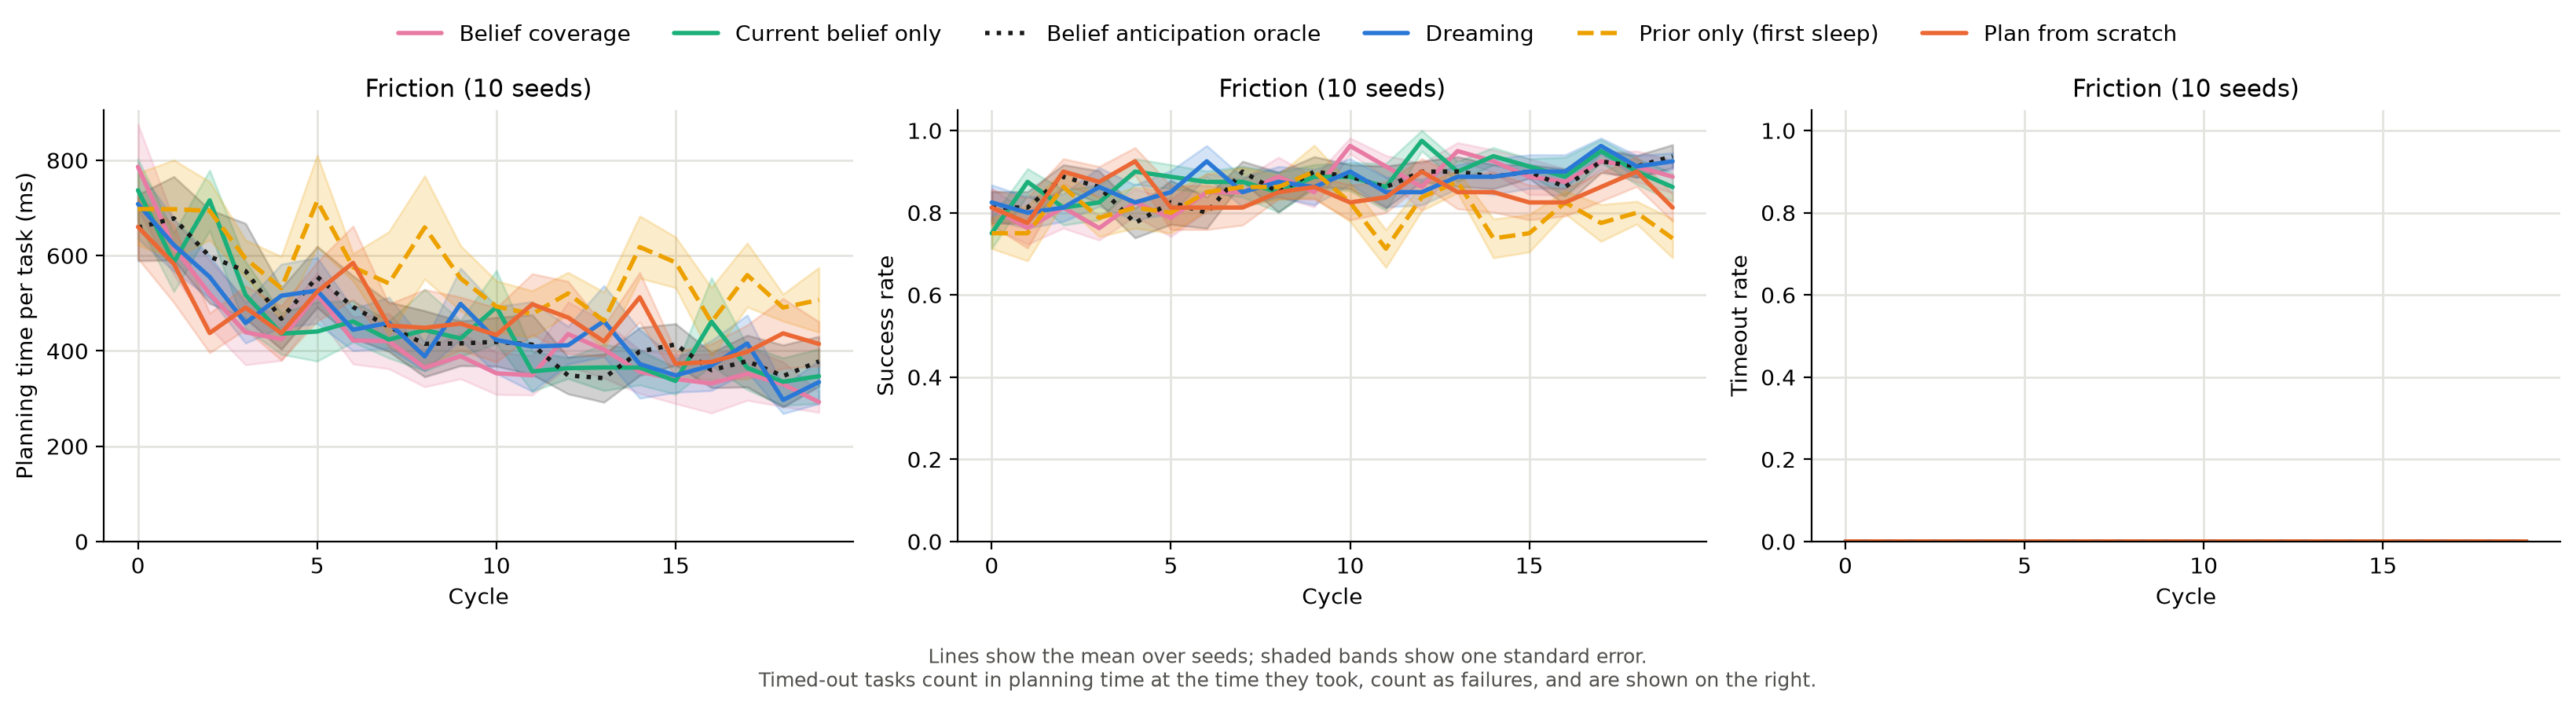 Belief coverage Current belief only Belief anticipation oracle Dreaming Prior only (first sleep) Plan from scratch
Friction (10 seeds)
Planning time per task (ms)
800
600
400
200
0
0 5 10 15
Cycle
Friction (10 seeds)
Success rate
1.0
0.8
0.6
0.4
0.2
0.0
0 5 10 15
Cycle
Friction (10 seeds)
Timeout rate
1.0
0.8
0.6
0.4
0.2
0.0
0 5 10 15
Cycle
Lines show the mean over seeds; shaded bands show one standard error.
Timed-out tasks count in planning time at the time they took, count as failures, and are shown on the right.